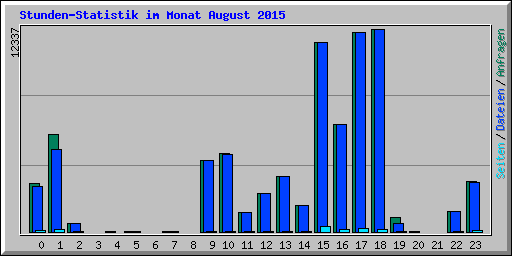 Stunden-Statistik im Monat August 2015
12337
Seiten / Dateien / Anfragen
0 1 2 3 4 5 6 7 8 9 10 11 12 13 14 15 16 17 18 19 20 21 22 23